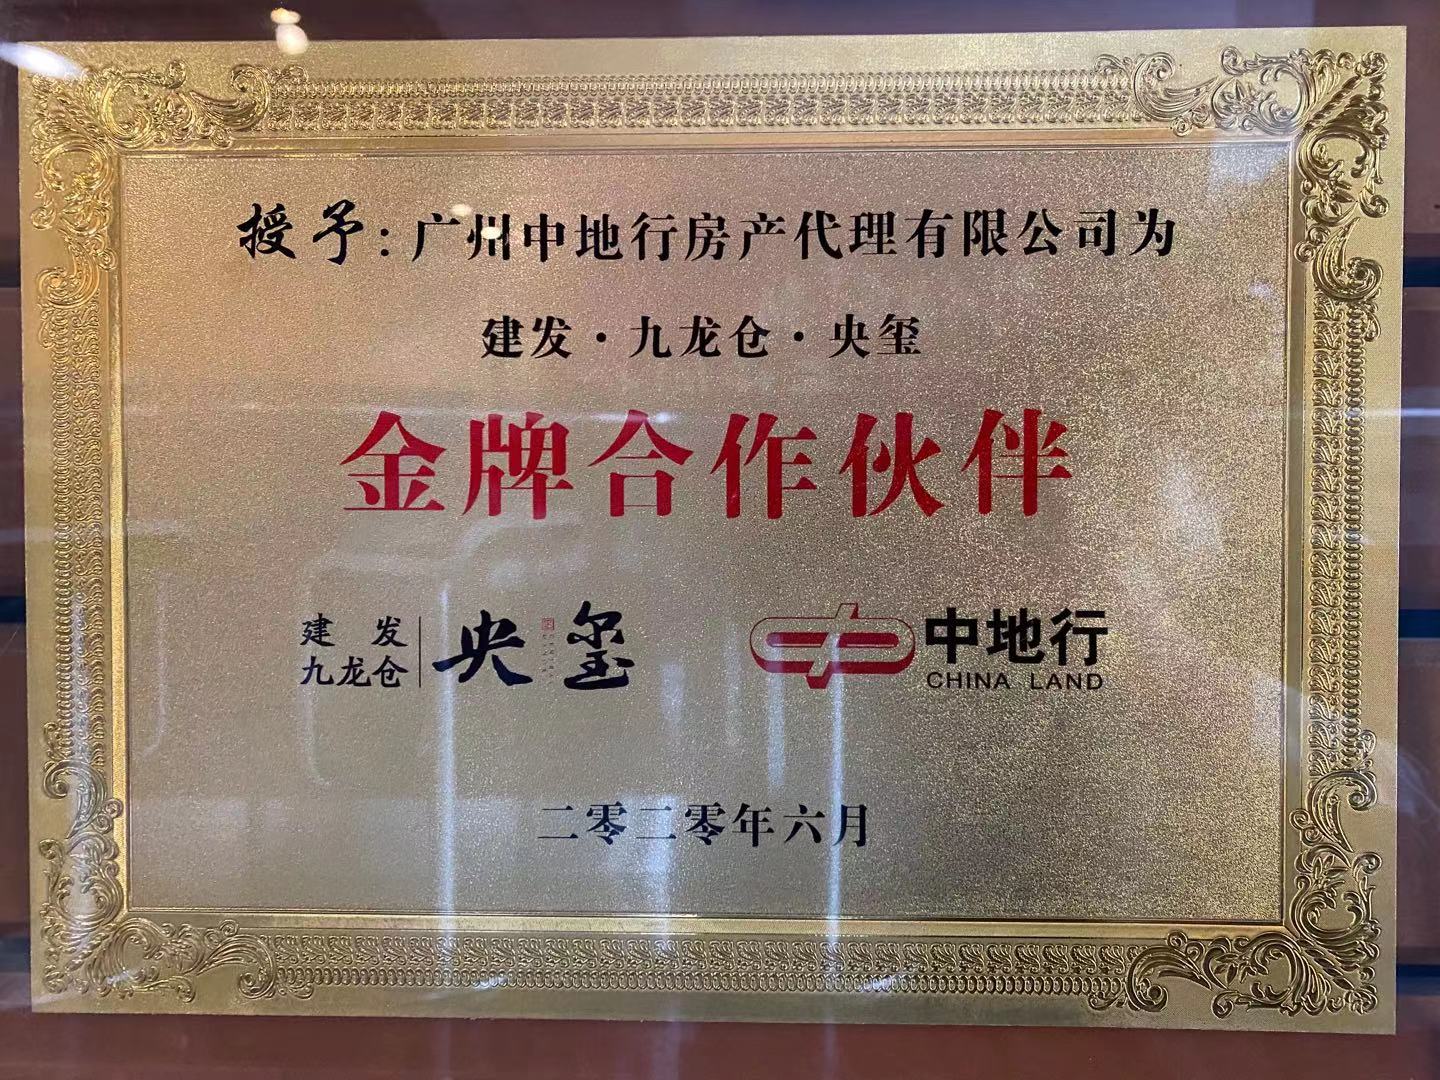 授予：广州中地行房产代理有限公司为
建发·九龙仓·央玺
金牌合作伙伴
建发
九龙仓
央玺
中地行
CHINA LAND
二零二零年六月